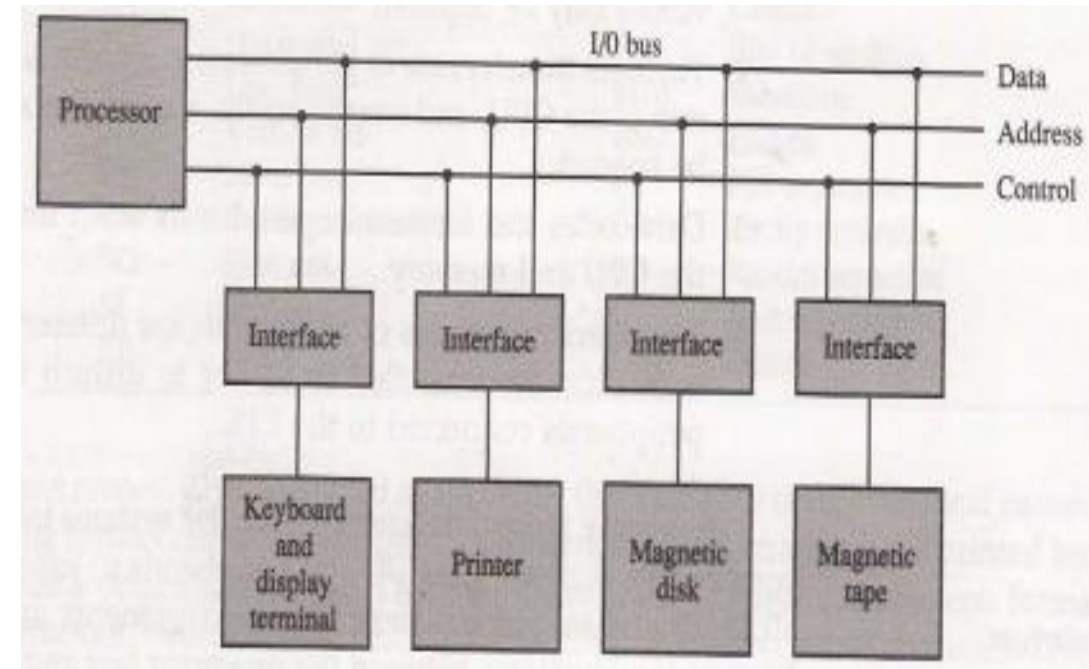 I/0 bus
Data
Processor
Address
Control
Interface
Interface
Interface
Interface
Keyboard
and
display
terminal
Printer
Magnetic
disk
Magnetic
tape